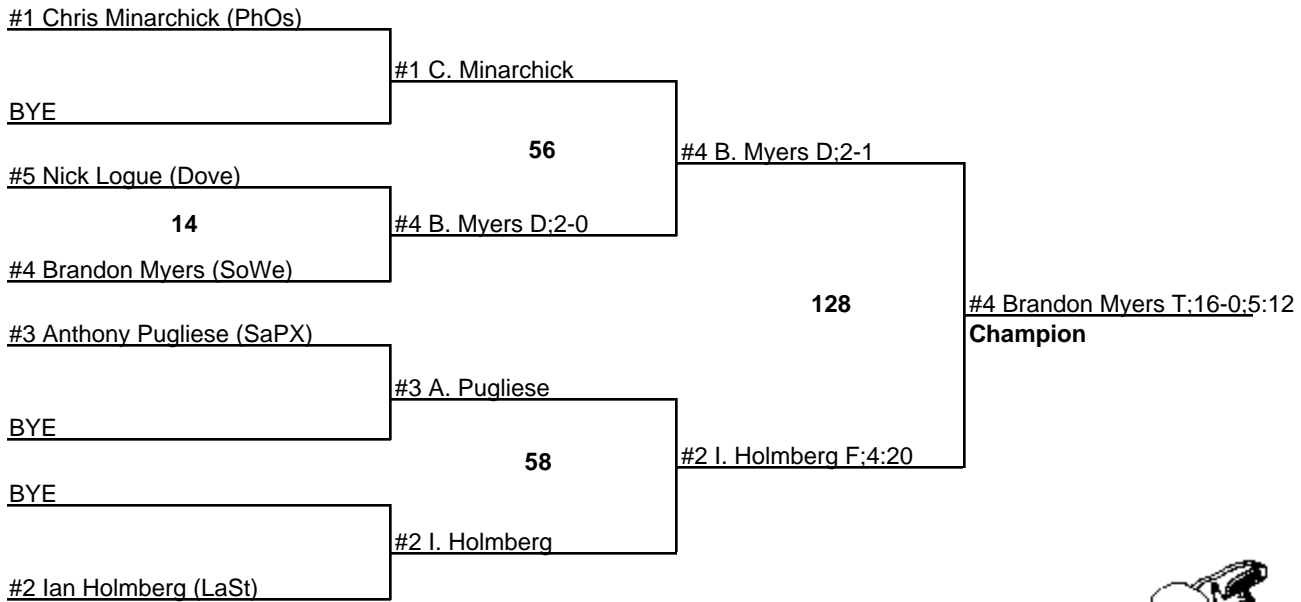 #1 Chris Minarchick (PhOs)
#1 C. Minarchick
BYE
56
#4 B. Myers D;2-1
#5 Nick Logue (Dove)
14
#4 B. Myers D;2-0
#4 Brandon Myers (SoWe)
128
#4 Brandon Myers T;16-0;5:12
Champion
#3 Anthony Pugliese (SaPX)
#3 A. Pugliese
BYE
58
#2 I. Holmberg F;4:20
BYE
#2 I. Holmberg
#2 Ian Holmberg (LaSt)